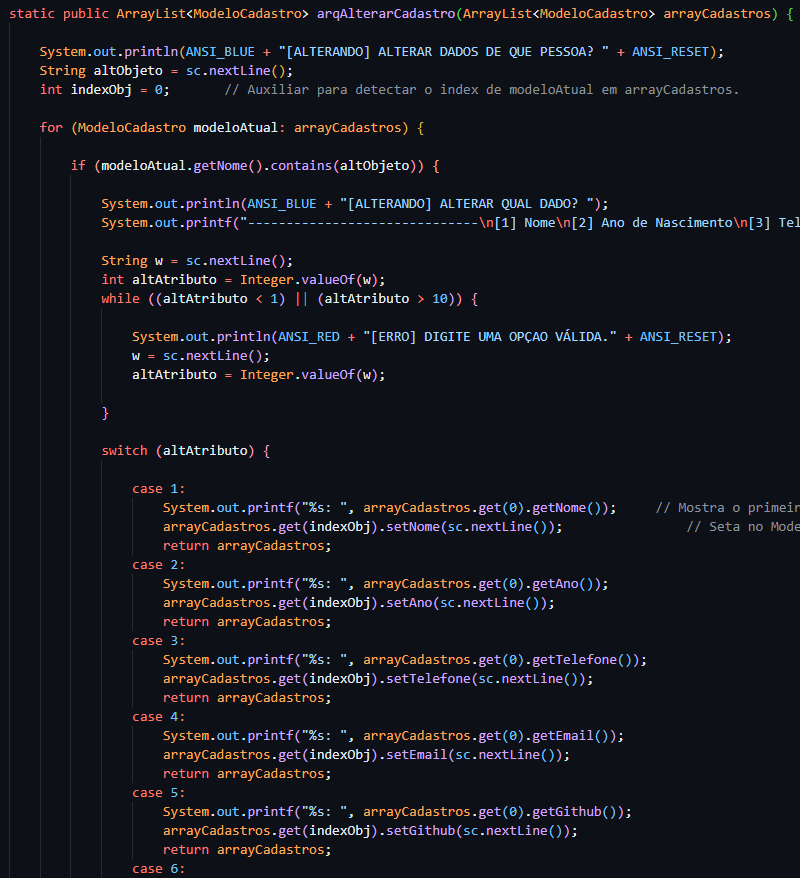 static public ArrayList<ModeloCadastro> arqAlterarCadastro(ArrayList<ModeloCadastro> arrayCadastros) {
System.out.println(ANSI_BLUE + "[ALTERANDO] ALTERAR DADOS DE QUE PESSOA? " + ANSI_RESET);
String altObjeto = sc.nextLine();
int indexObj = 0; // Auxiliar para detectar o index de modeloAtual em arrayCadastros.
for (ModeloCadastro modeloAtual: arrayCadastros) {
if (modeloAtual.getNome().contains(altObjeto)) {
System.out.println(ANSI_BLUE + "[ALTERANDO] ALTERAR QUAL DADO? ");
System.out.printf("------------------------------\n[1] Nome\n[2] Ano de Nascimento\n[3] Tel
String w = sc.nextLine();
int altAtributo = Integer.valueOf(w);
while ((altAtributo < 1) || (altAtributo > 10)) {
System.out.println(ANSI_RED + "[ERRO] DIGITE UMA OPÇAO VÁLIDA." + ANSI_RESET);
w = sc.nextLine();
altAtributo = Integer.valueOf(w);
}
switch (altAtributo) {
case 1:
System.out.printf("%s: ", arrayCadastros.get(0).getNome()); // Mostra o primeir
arrayCadastros.get(indexObj).setNome(sc.nextLine()); // Seta no Mode
return arrayCadastros;
case 2:
System.out.printf("%s: ", arrayCadastros.get(0).getAno());
arrayCadastros.get(indexObj).setAno(sc.nextLine());
return arrayCadastros;
case 3:
System.out.printf("%s: ", arrayCadastros.get(0).getTelefone());
arrayCadastros.get(indexObj).setTelefone(sc.nextLine());
return arrayCadastros;
case 4:
System.out.printf("%s: ", arrayCadastros.get(0).getEmail());
arrayCadastros.get(indexObj).setEmail(sc.nextLine());
return arrayCadastros;
case 5:
System.out.printf("%s: ", arrayCadastros.get(0).getGithub());
arrayCadastros.get(indexObj).setGithub(sc.nextLine());
return arrayCadastros;
case 6: